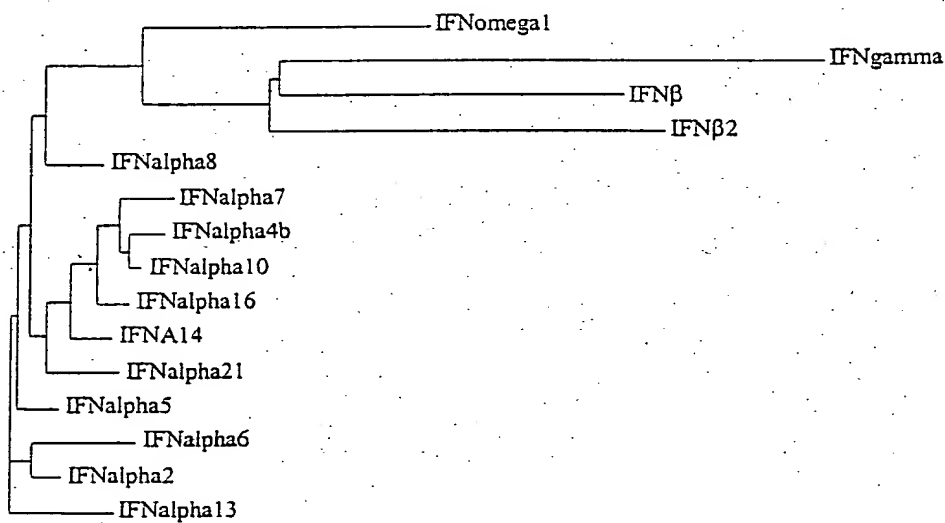 IFNomega1
IFNgamma
IFNβ
IFNβ2
IFNalpha8
IFNalpha7
IFNalpha4b
IFNalpha10
IFNalpha16
IFNA14
IFNalpha21
IFNalpha5
IFNalpha6
IFNalpha2
IFNalpha13